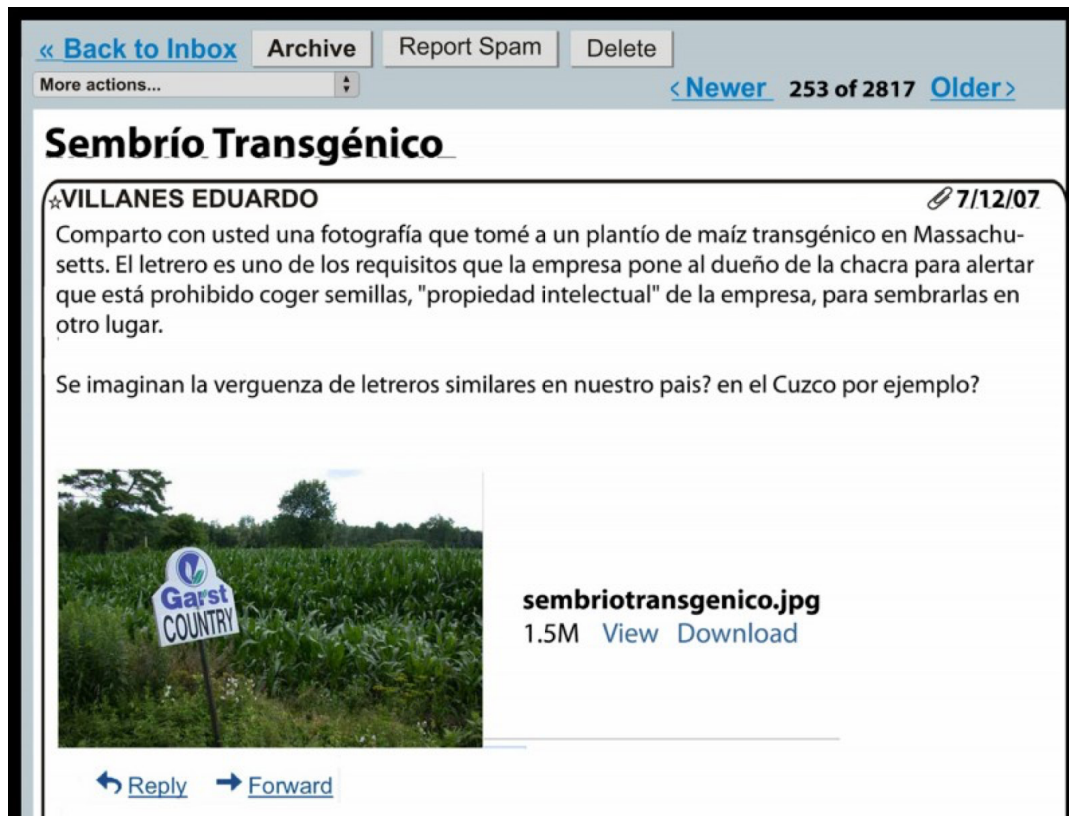 « Back to Inbox Archive Report Spam Delete
More actions... < Newer 253 of 2817 Older >
Sembrío Transgénico
☆VILLANES EDUARDO 7/12/07
Comparto con usted una fotografía que tomé a un plantío de maíz transgénico en Massachu-
setts. El letrero es uno de los requisitos que la empresa pone al dueño de la chacra para alertar
que está prohibido coger semillas, "propiedad intelectual" de la empresa, para sembrarlas en
otro lugar.
Se imaginan la verguenza de letreros similares en nuestro pais? en el Cuzco por ejemplo?
Garst
COUNTRY
sembriotransgenico.jpg
1.5M View Download
Reply Forward